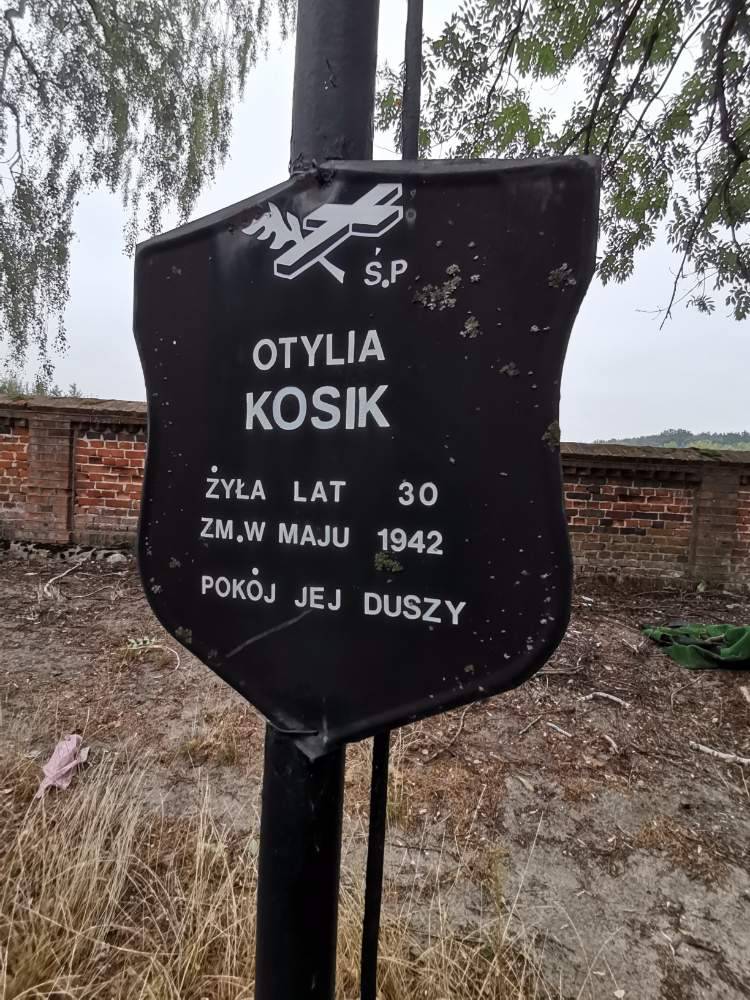 Ś.P
OTYLIA
KOSIK
ŻYŁA LAT 30
ZM.W MAJU 1942
POKÓJ JEJ DUSZY